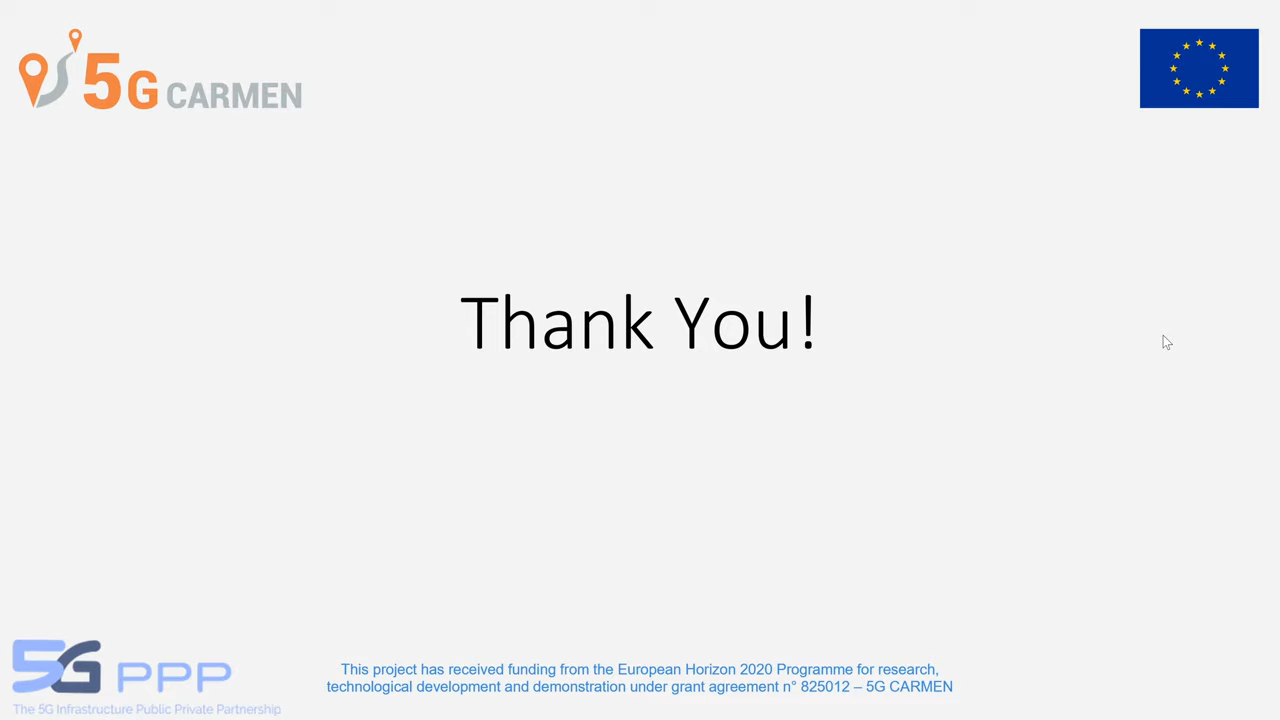 5G CARMEN
Thank You!
5G PPP
The 5G Infrastructure Public Private Partnership
This project has received funding from the European Horizon 2020 Programme for research,
technological development and demonstration under grant agreement n° 825012 – 5G CARMEN